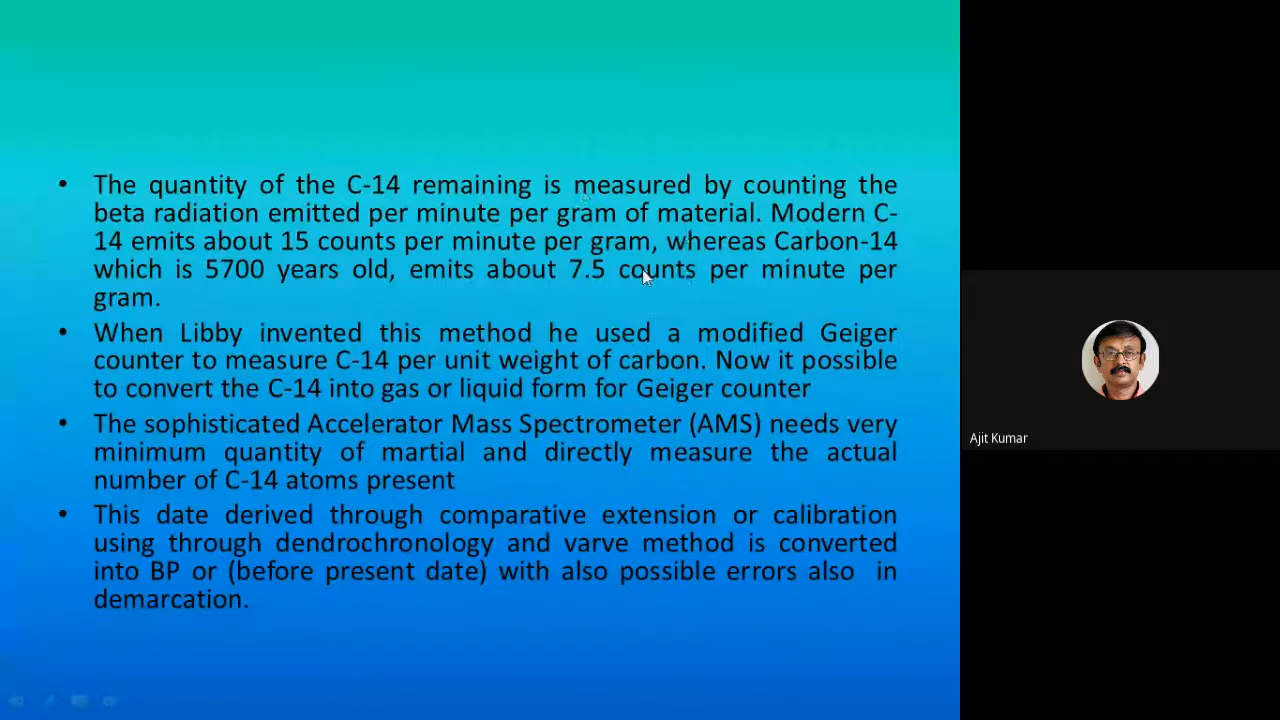 • The quantity of the C-14 remaining is measured by counting the
beta radiation emitted per minute per gram of material. Modern C-
14 emits about 15 counts per minute per gram, whereas Carbon-14
which is 5700 years old, emits about 7.5 counts per minute per
gram.
• When Libby invented this method he used a modified Geiger
counter to measure C-14 per unit weight of carbon. Now it possible
to convert the C-14 into gas or liquid form for Geiger counter
• The sophisticated Accelerator Mass Spectrometer (AMS) needs very
minimum quantity of martial and directly measure the actual
number of C-14 atoms present
• This date derived through comparative extension or calibration
using through dendrochronology and varve method is converted
into BP or (before present date) with also possible errors also in
demarcation.
Ajit Kumar